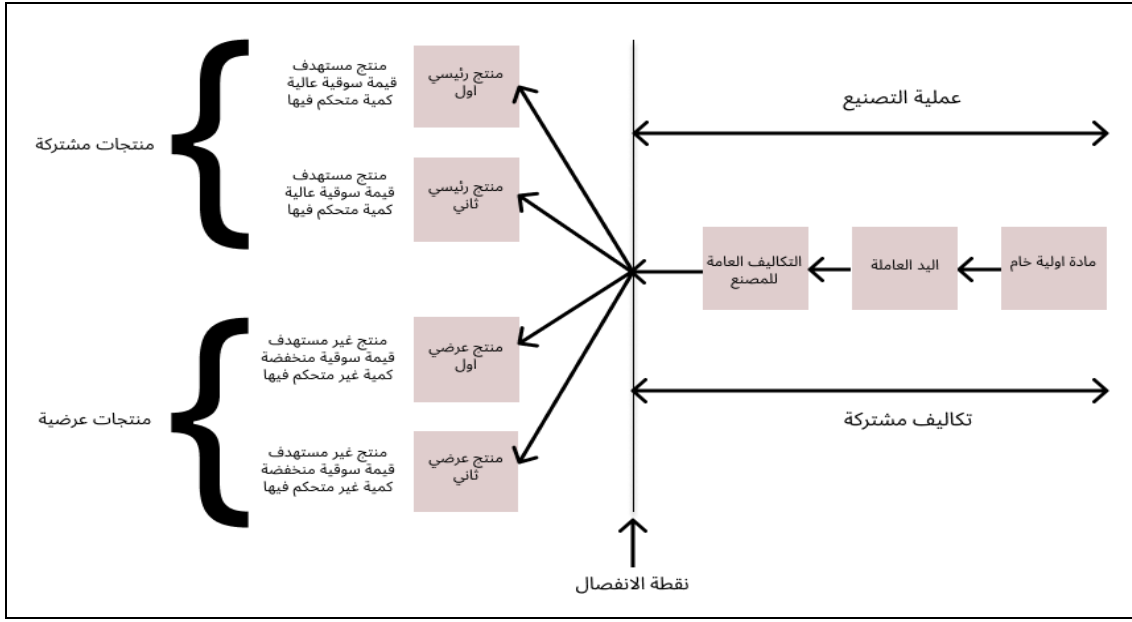 عملية التصنيع
مادة اولية خام
اليد العاملة
التكاليف العامة
للمصنع
تكاليف مشتركة
نقطة الانفصال
منتج رئيسي
اول
منتج مستهدف
قيمة سوقية عالية
كمية متحكم فيها
منتج رئيسي
ثاني
منتج مستهدف
قيمة سوقية عالية
كمية متحكم فيها
منتجات مشتركة
منتج عرضي
اول
منتج غير مستهدف
قيمة سوقية منخفضة
كمية غير متحكم فيها
منتج عرضي
ثاني
منتج غير مستهدف
قيمة سوقية منخفضة
كمية غير متحكم فيها
منتجات عرضية